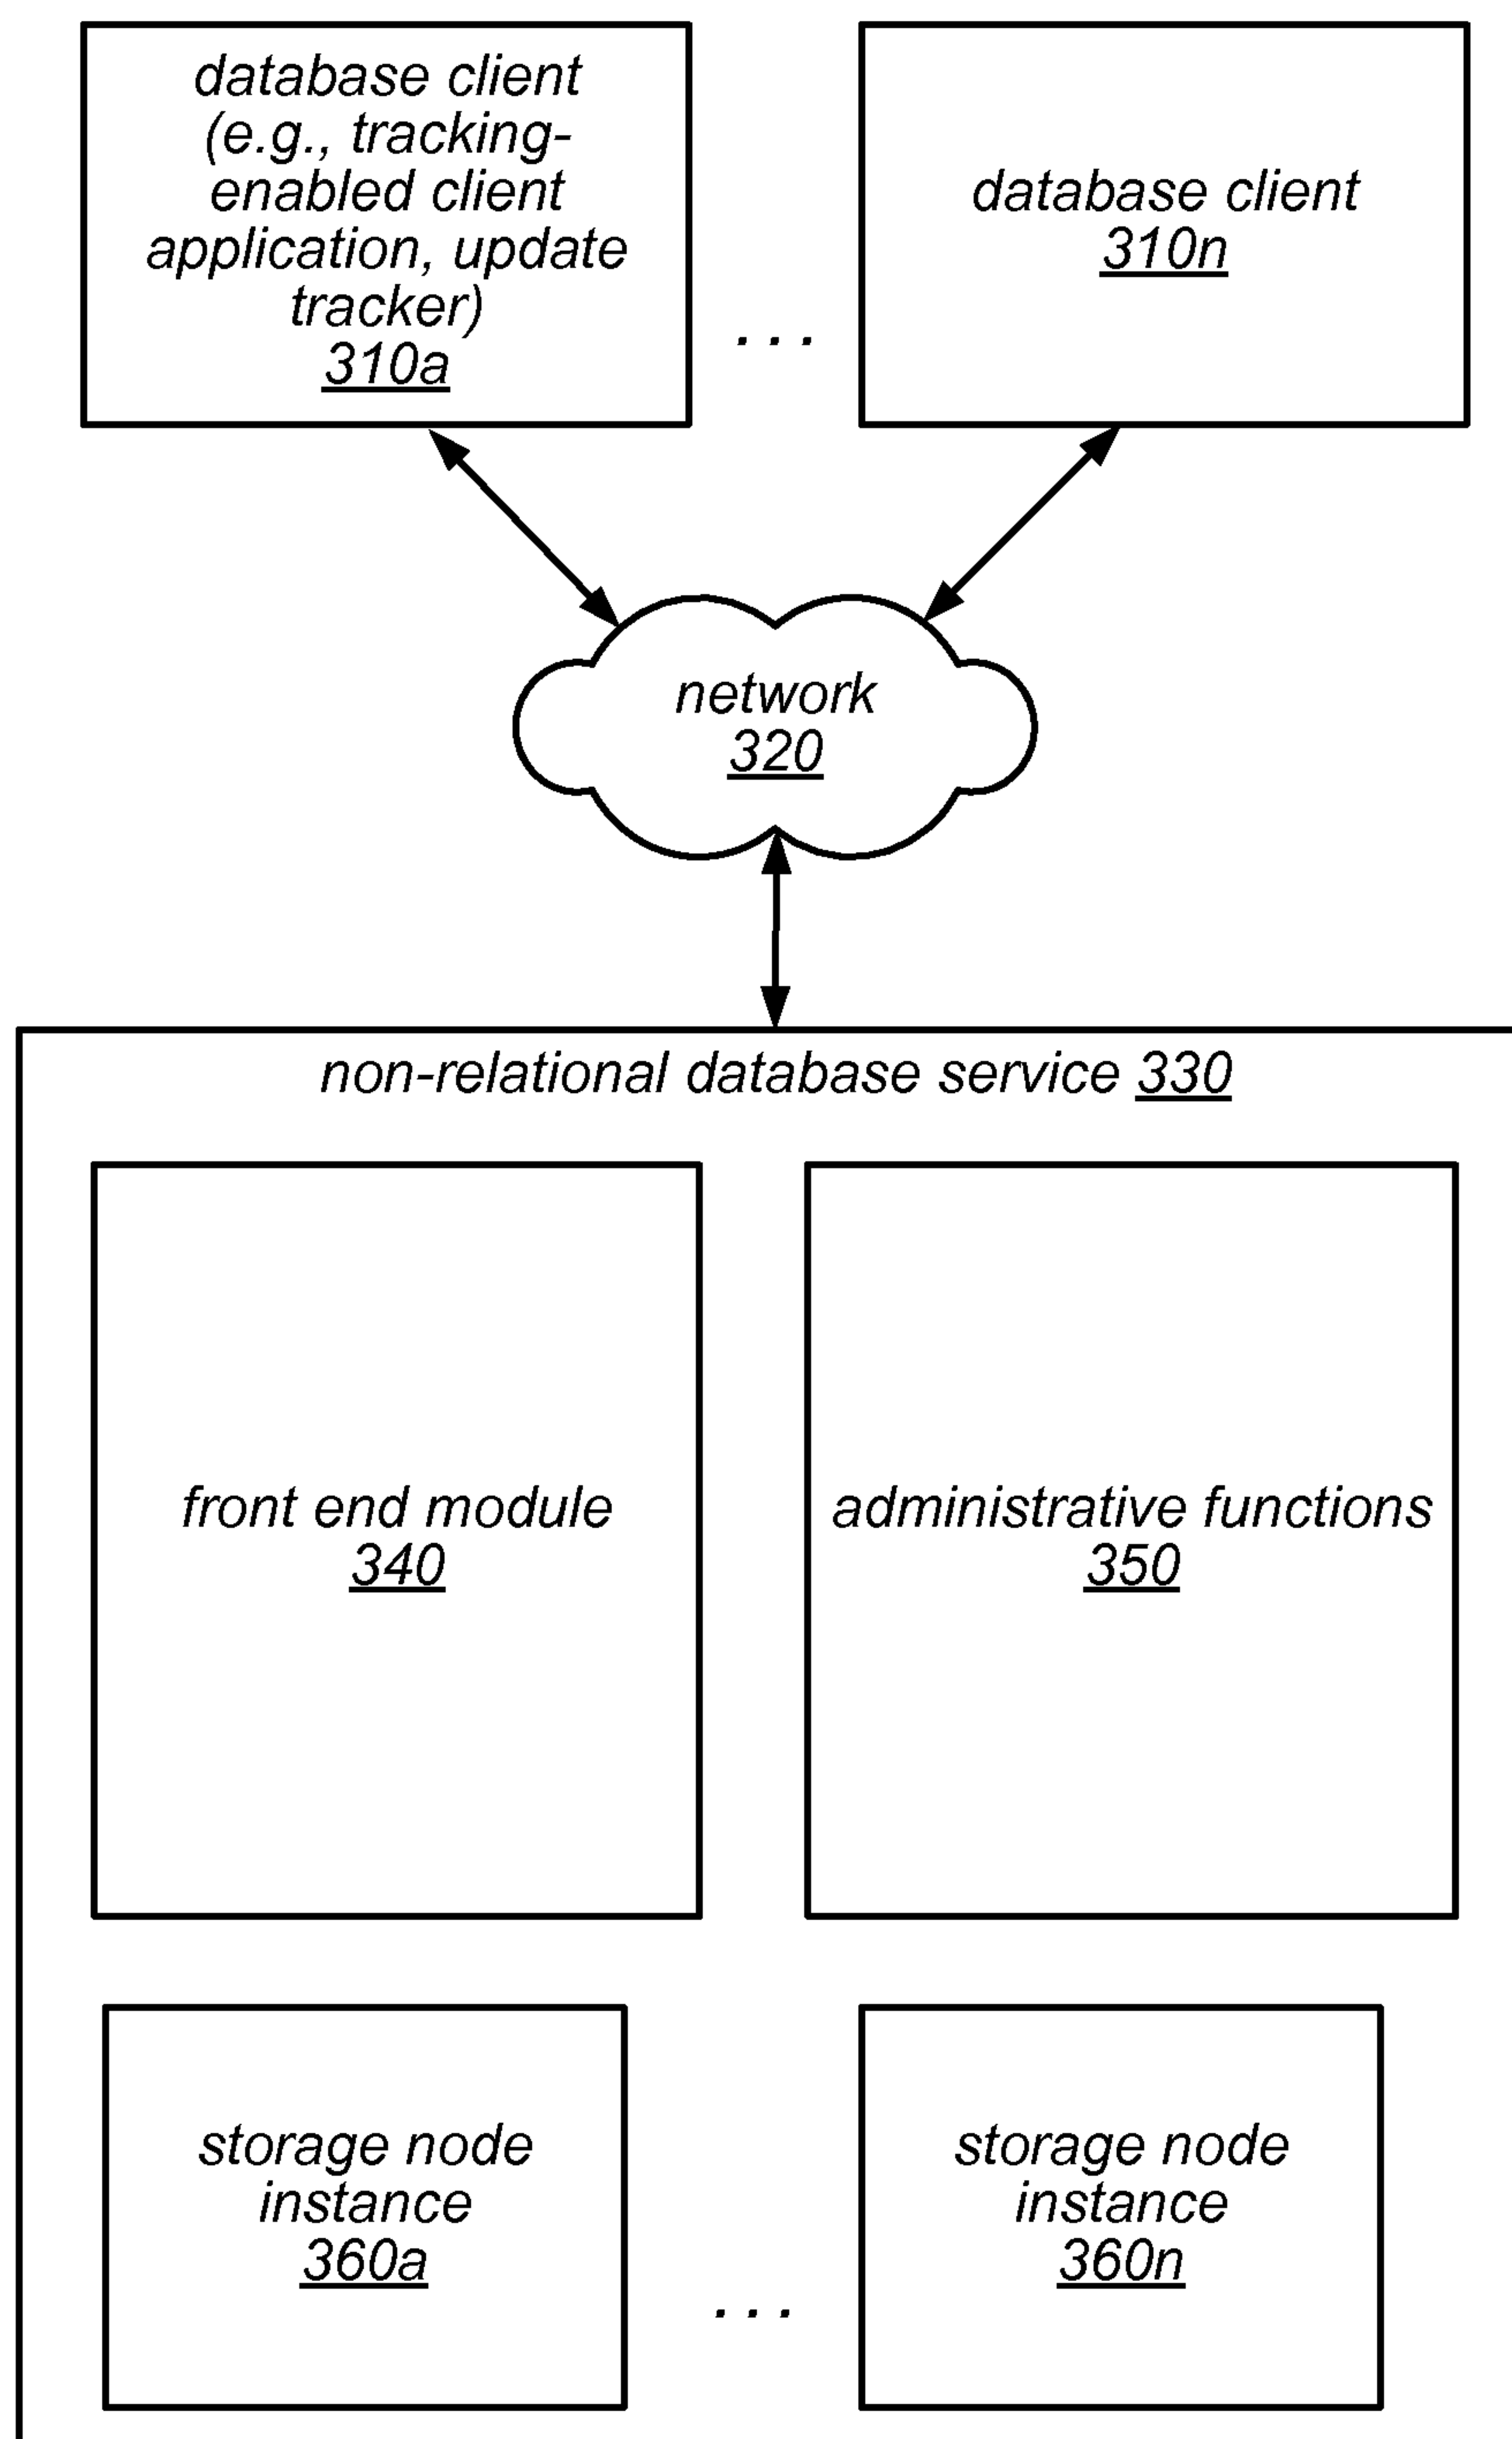 database client
(e.g., tracking-
enabled client
application, update
tracker)
310a
. . .
database client
310n
network
320
non-relational database service 330
front end module
340
administrative functions
350
storage node
instance
360a
. . .
storage node
instance
360n